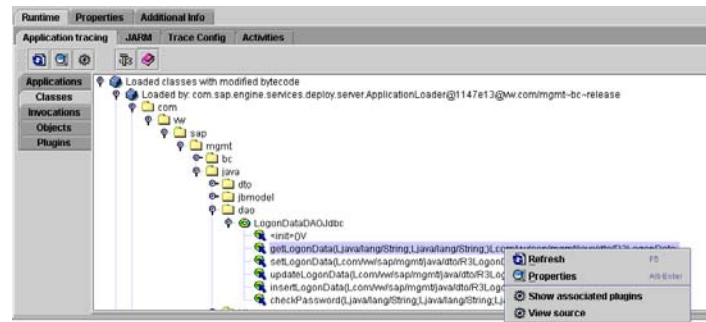 Runtime Properties Additional Info
Application tracing JARM Trace Config Activities
Applications
Classes
Invocations
Objects
Plugins
Loaded classes with modified bytecode
Loaded by: com.sap.engine.services.deploy.server.ApplicationLoader@1147e13@vw.com/mgmt~bc~release
com
vw
sap
mgmt
bc
java
dto
jbmodel
dao
LogonDataDAOJdbc
<init>()V
getLogonData(Ljava/lang/String;Ljava/lang/String;)
setLogonData(Lcom/vw/sap/mgmt/java/dto/R3Logon
updateLogonData(Lcom/vw/sap/mgmt/java/dto/R3Log
insertLogonData(Lcom/vw/sap/mgmt/java/dto/R3Logo
checkPassword(Ljava/lang/String;Ljava/lang/String;Lj
Refresh F5
Properties Alt-Enter
Show associated plugins
View source